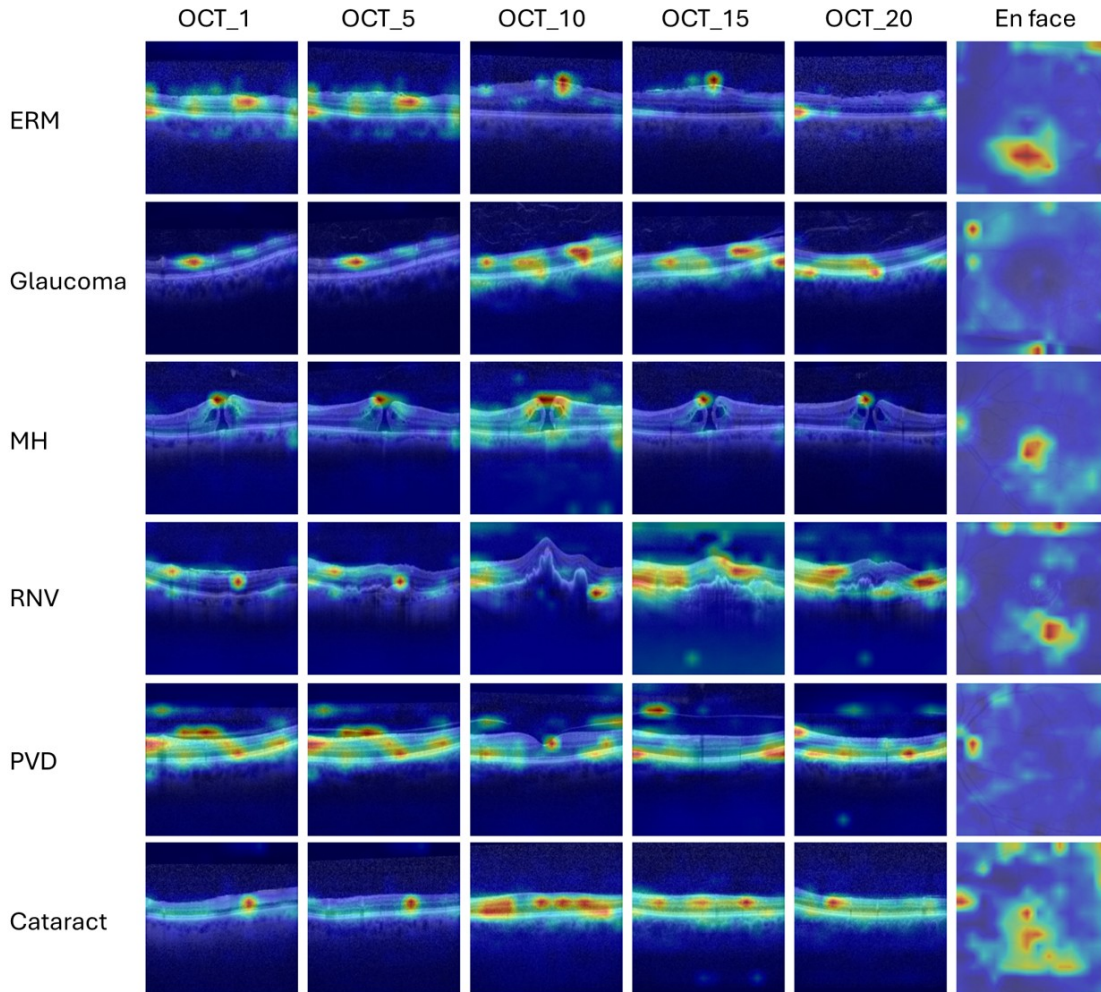 OCT_1 OCT_5 OCT_10 OCT_15 OCT_20 En face
ERM
Glaucoma
MH
RNV
PVD
Cataract